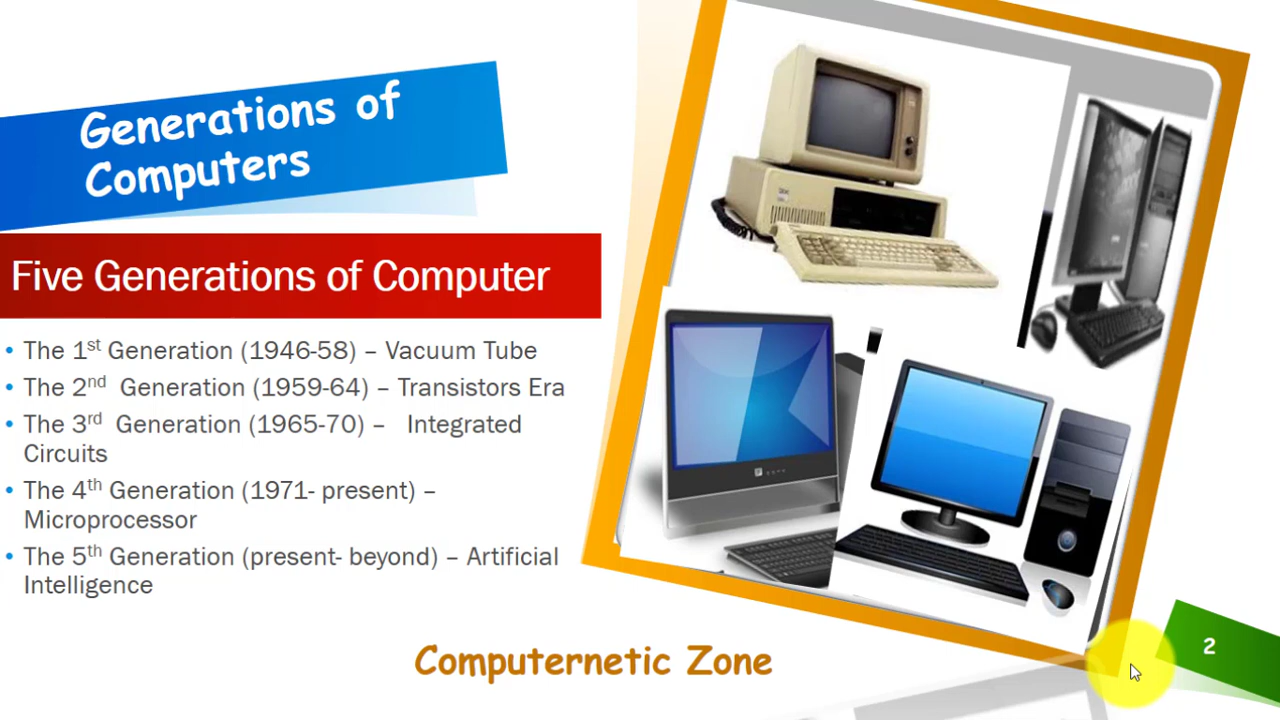 Generations of
Computers
Five Generations of Computer
• The 1st Generation (1946-58) – Vacuum Tube
• The 2nd Generation (1959-64) – Transistors Era
• The 3rd Generation (1965-70) – Integrated
Circuits
• The 4th Generation (1971- present) –
Microprocessor
• The 5th Generation (present- beyond) – Artificial
Intelligence
Computernetic Zone
2